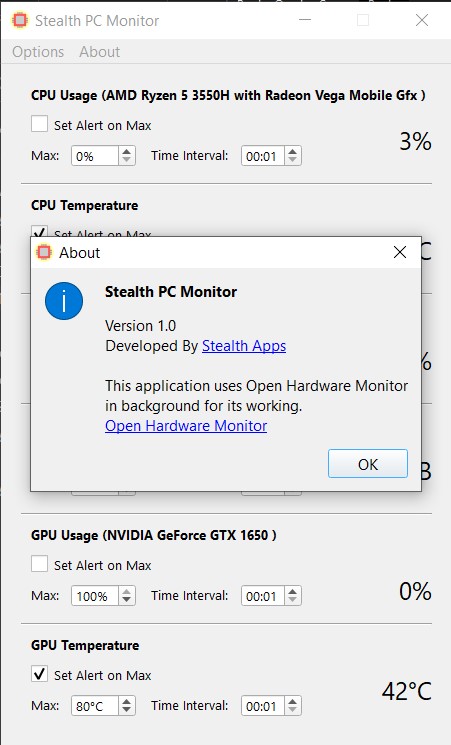 Stealth PC Monitor
Options About
CPU Usage (AMD Ryzen 5 3550H with Radeon Vega Mobile Gfx )
Set Alert on Max
3%
Max: 0% Time Interval: 00:01
CPU Temperature
Set Alert on Max
About
C
Stealth PC Monitor
Version 1.0
Developed By Stealth Apps
%
This application uses Open Hardware Monitor
in background for its working.
Open Hardware Monitor
OK
B
GPU Usage (NVIDIA GeForce GTX 1650 )
Set Alert on Max
0%
Max: 100% Time Interval: 00:01
GPU Temperature
Set Alert on Max
42°C
Max: 80°C Time Interval: 00:01